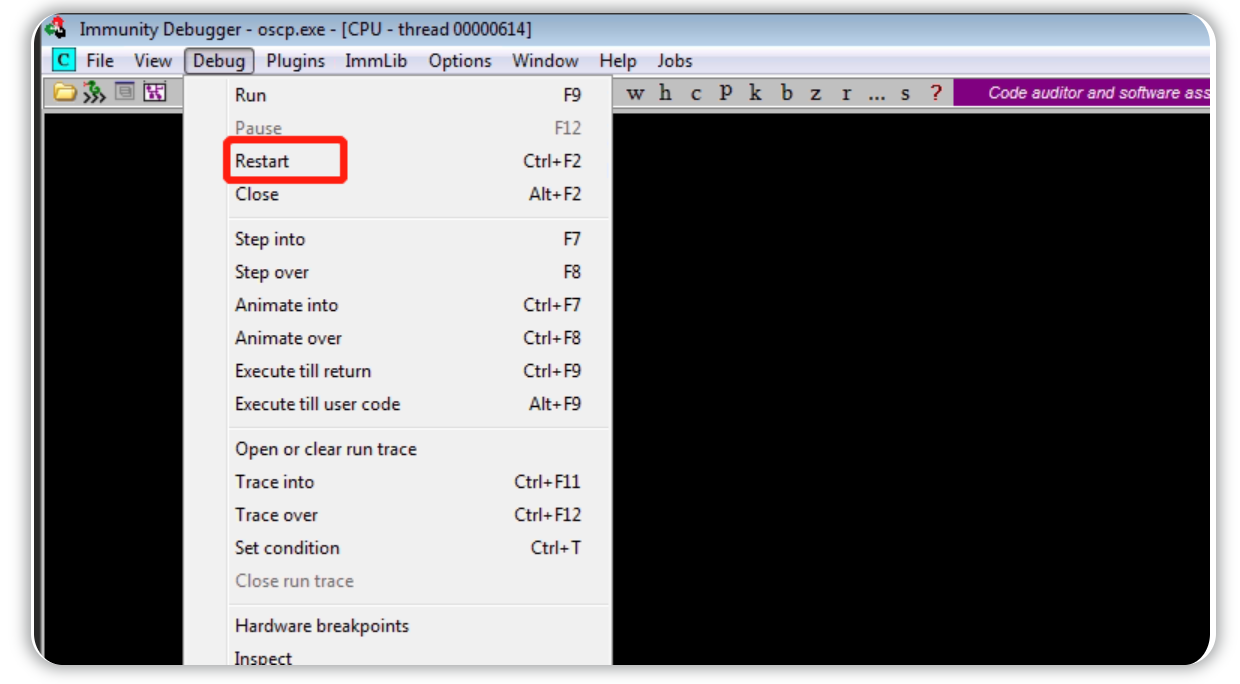 Immunity Debugger - oscp.exe - [CPU - thread 00000614]
C File View Debug Plugins ImmLib Options Window Help Jobs
w h c p k b z r ... s ? Code auditor and software ass
Run F9
Pause F12
Restart Ctrl+F2
Close Alt+F2
Step into F7
Step over F8
Animate into Ctrl+F7
Animate over Ctrl+F8
Execute till return Ctrl+F9
Execute till user code Alt+F9
Open or clear run trace
Trace into Ctrl+F11
Trace over Ctrl+F12
Set condition Ctrl+T
Close run trace
Hardware breakpoints
Inspect